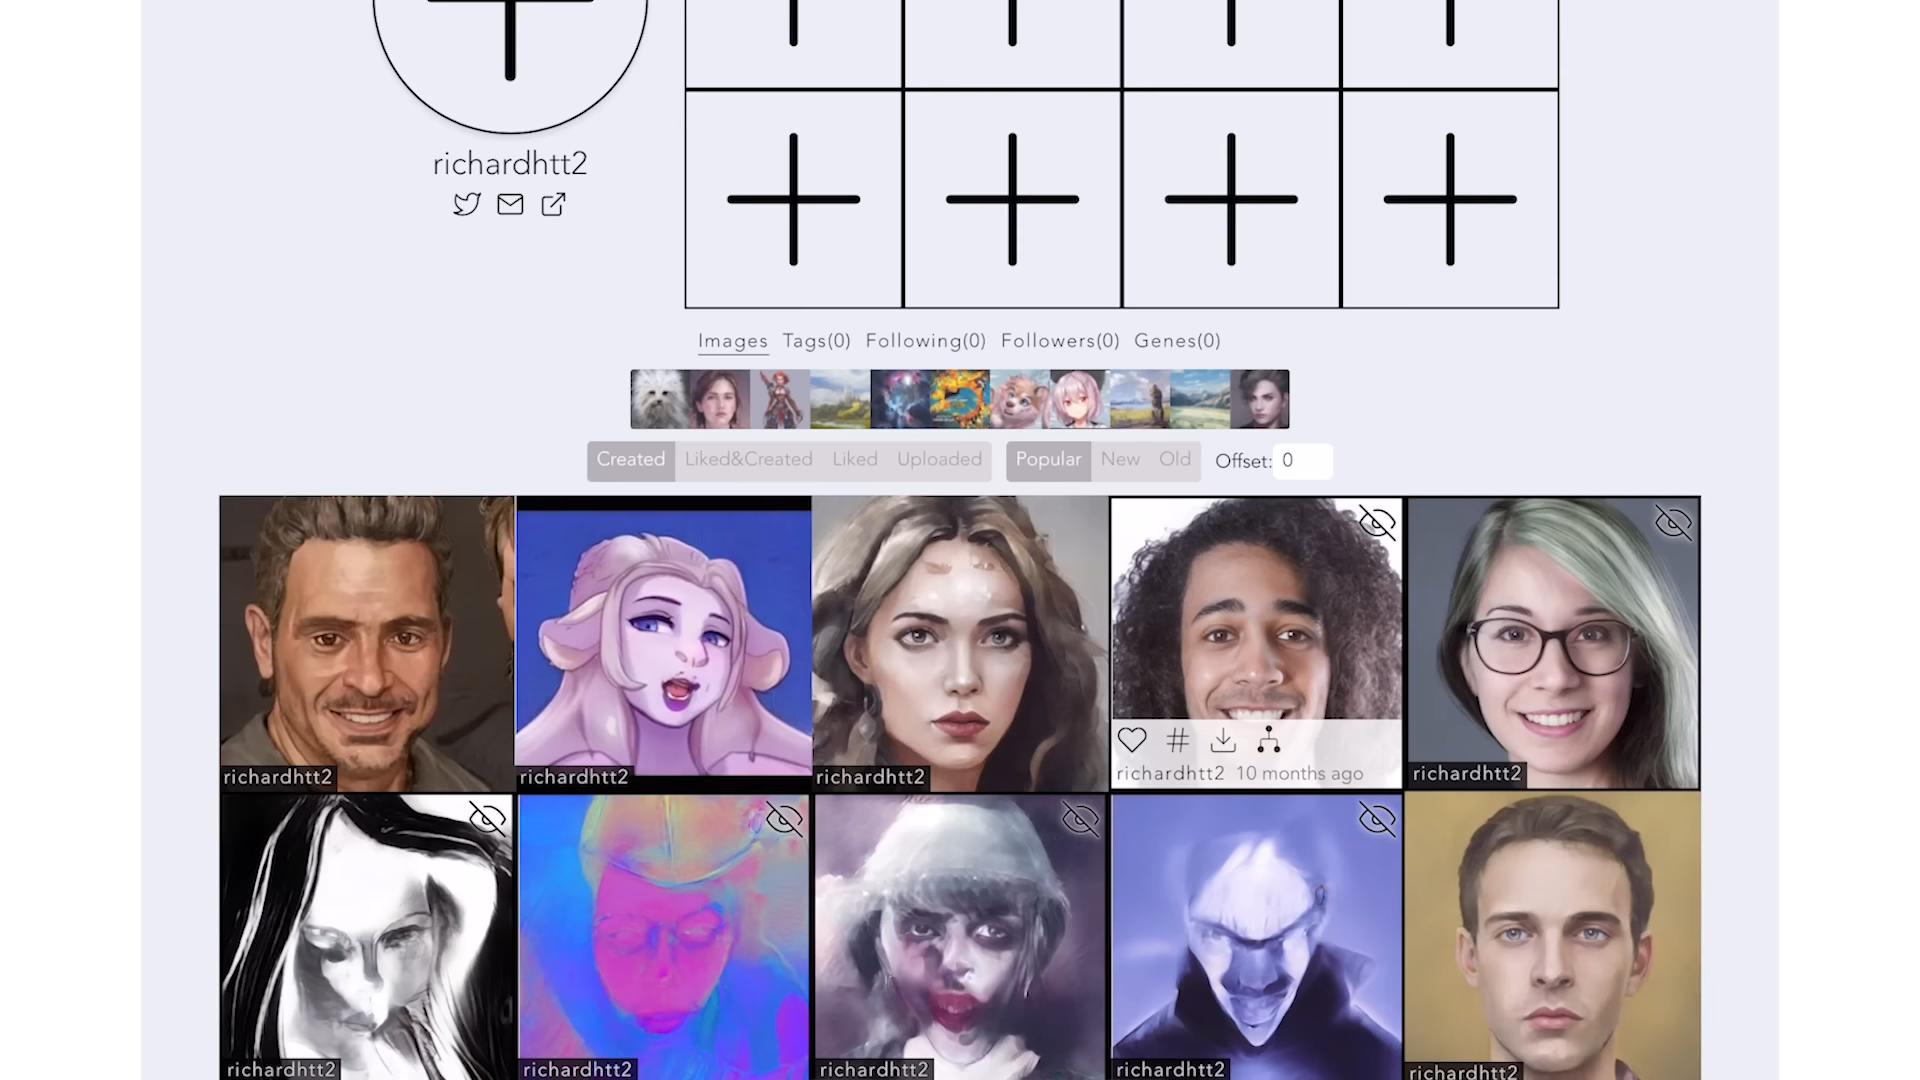 richardhtt2
Images Tags(0) Following(0) Followers(0) Genes(0)
Created Liked&Created Liked Uploaded Popular New Old Offset: 0
richardhtt2 richardhtt2 richardhtt2 richardhtt2 10 months ago richardhtt2
richardhtt2 richardhtt2 richardhtt2 richardhtt2 richardhtt2